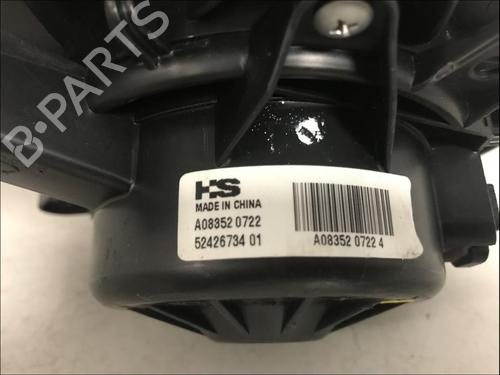 B-PARTS
HS
MADE IN CHINA
A08352 0722
52426734 01
A08352 0722 4